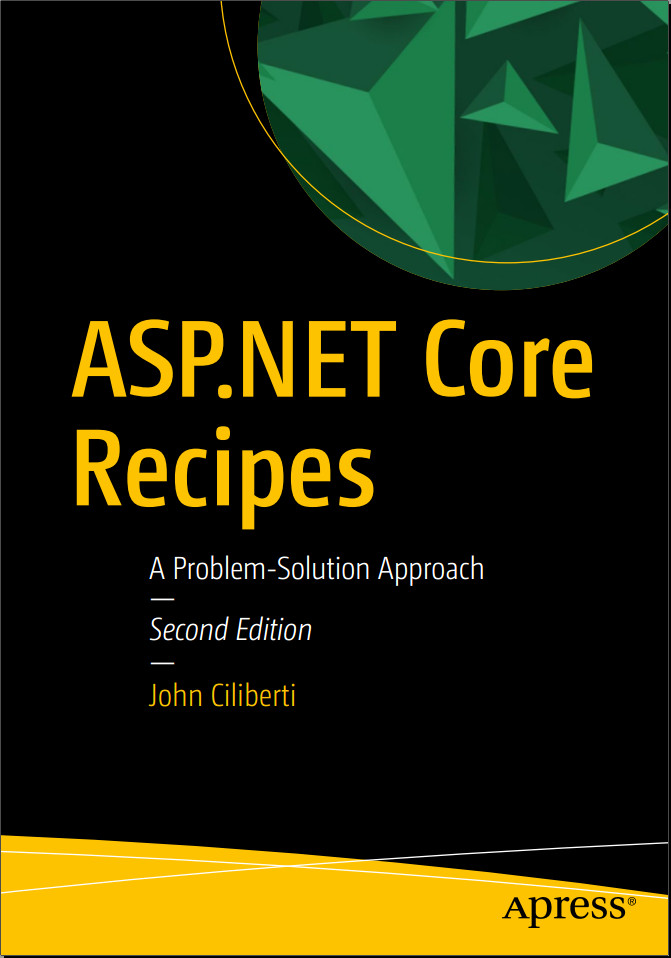 ASP.NET Core
Recipes
A Problem-Solution Approach
—
Second Edition
—
John Ciliberti
Apress®